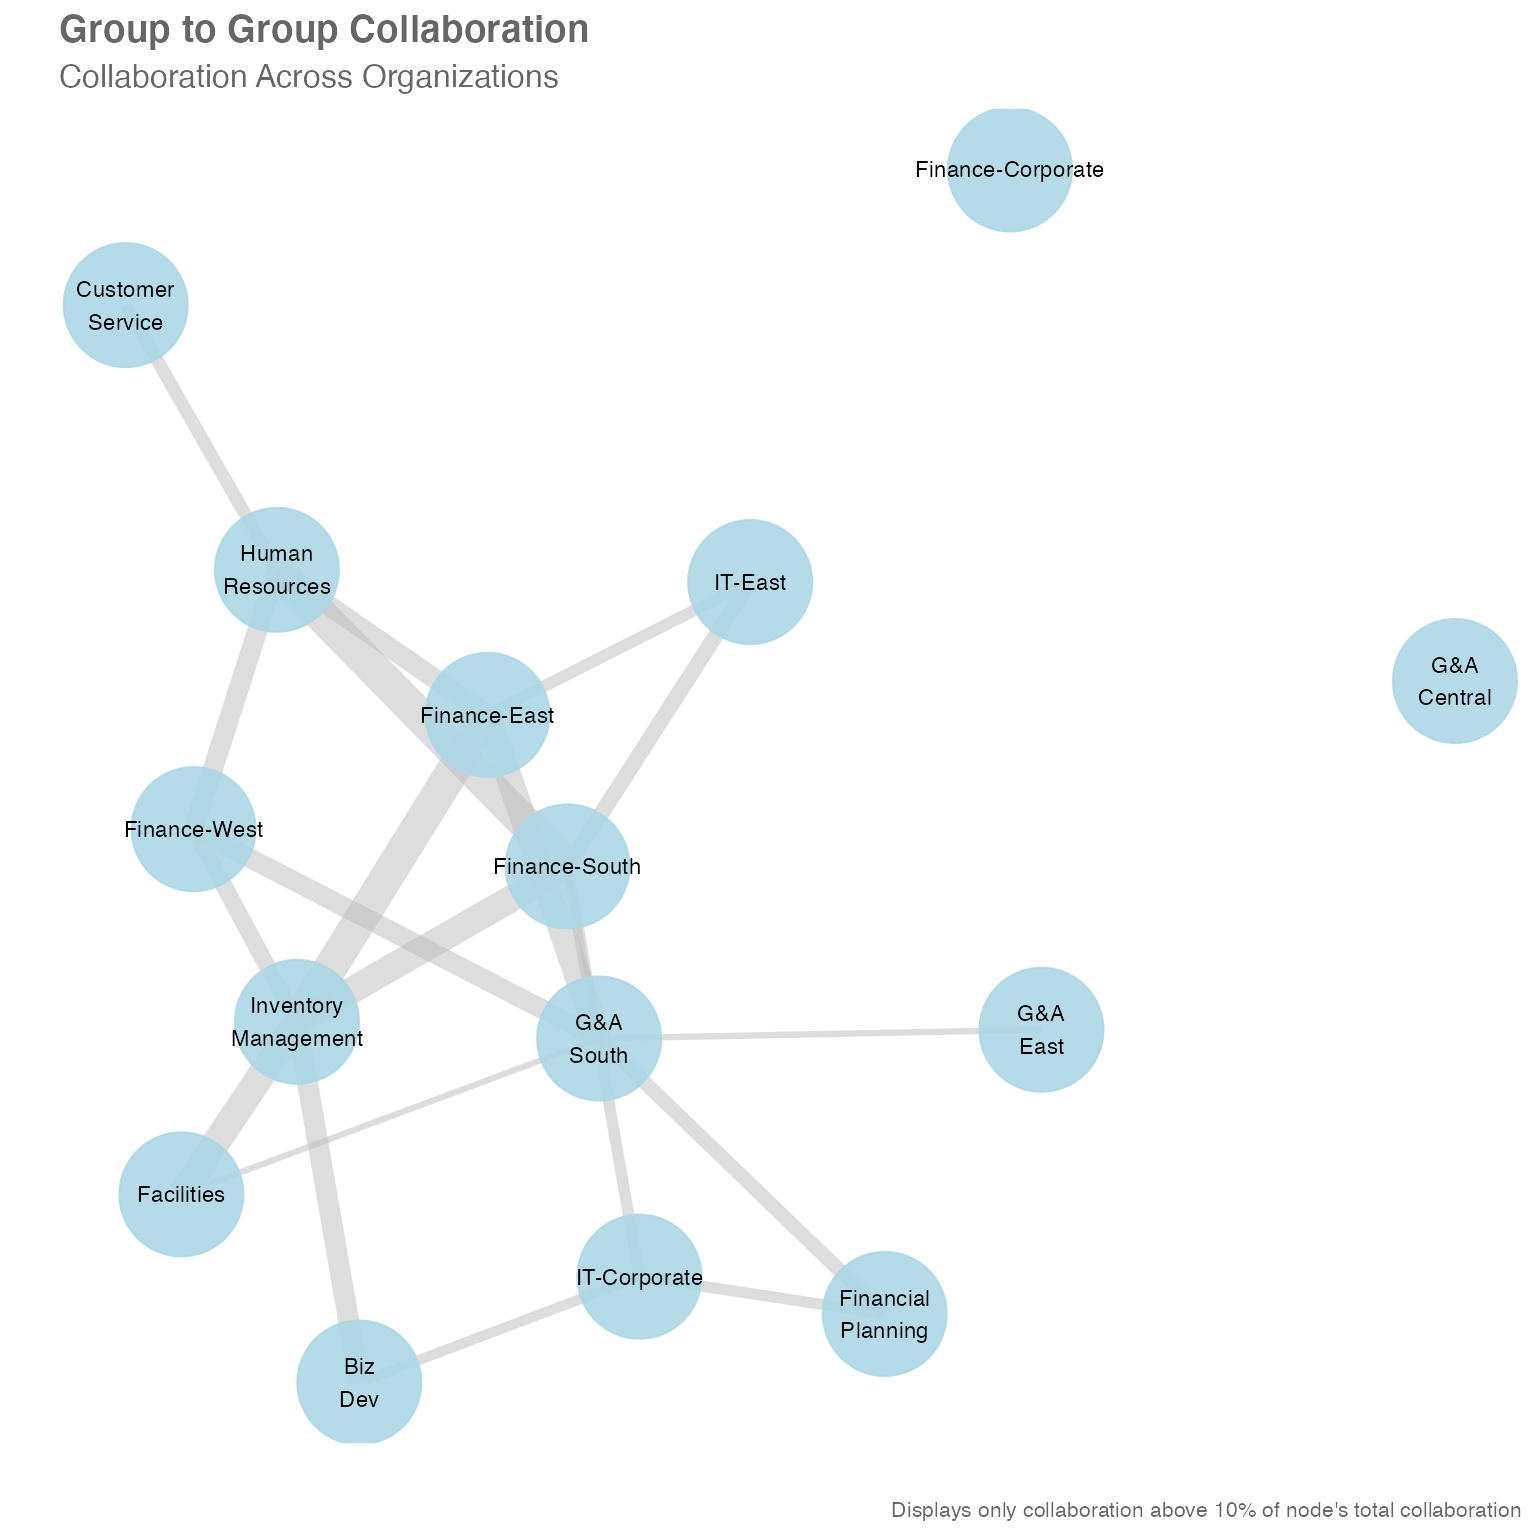 Group to Group Collaboration
Collaboration Across Organizations
Finance-Corporate
Customer
Service
Human
Resources
IT-East
G&A
Central
Finance-East
Finance-West
Finance-South
Inventory
Management
G&A
South
G&A
East
Facilities
IT-Corporate
Financial
Planning
Biz
Dev
Displays only collaboration above 10% of node's total collaboration